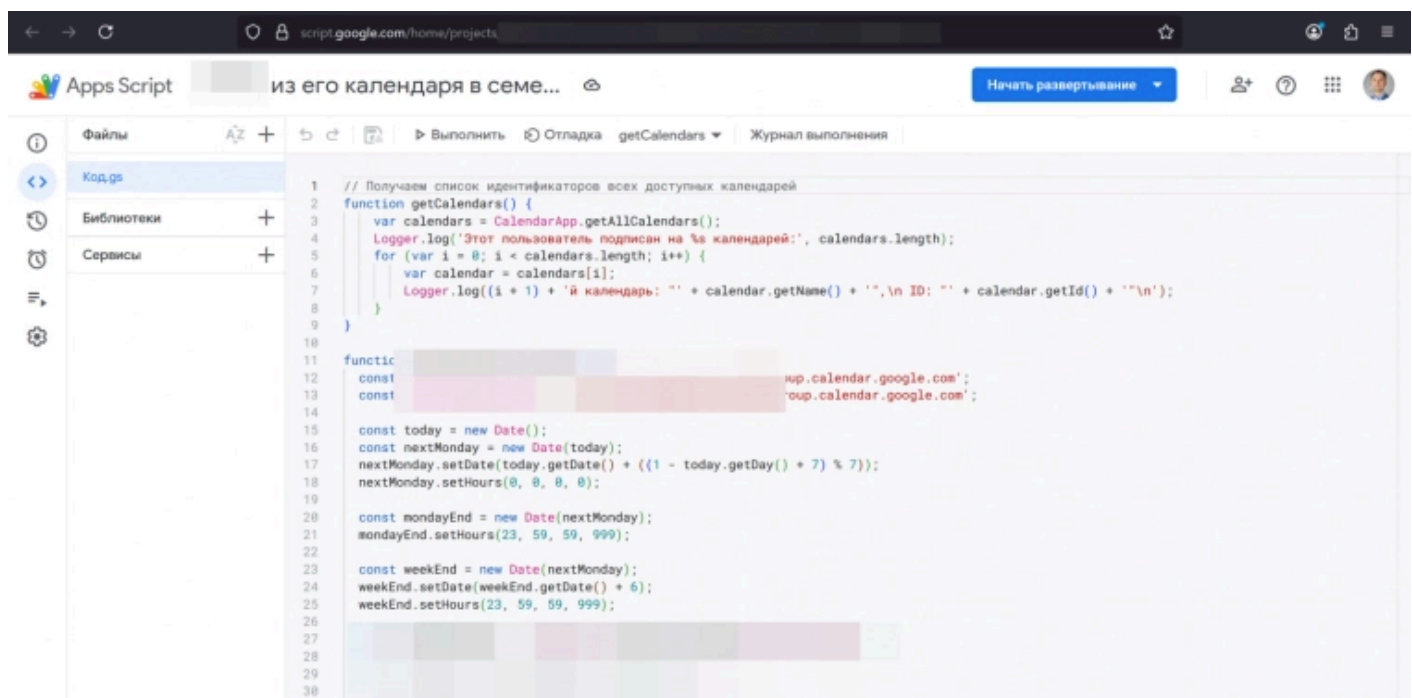 script.google.com/home/projects
Apps Script
из его календаря в семе...
Начать развертывание
Файлы
Выполнить
Отладка
getCalendars
Журнал выполнения
Код.gs
Библиотеки
Сервисы
1 // Получаем список идентификаторов всех доступных календарей
2 function getCalendars() {
3 var calendars = CalendarApp.getAllCalendars();
4 Logger.log('Этот пользователь подписан на %s календарей:', calendars.length);
5 for (var i = 0; i < calendars.length; i++) {
6 var calendar = calendars[i];
7 Logger.log((i + 1) + 'й календарь: "' + calendar.getName() + '",\n ID: "' + calendar.getId() + '"\n');
8 }
9 }
10
11 functic
12 const up.calendar.google.com';
13 const roup.calendar.google.com';
14
15 const today = new Date();
16 const nextMonday = new Date(today);
17 nextMonday.setDate(today.getDate() + ((1 - today.getDay() + 7) % 7));
18 nextMonday.setHours(0, 0, 0, 0);
19
20 const mondayEnd = new Date(nextMonday);
21 mondayEnd.setHours(23, 59, 59, 999);
22
23 const weekEnd = new Date(nextMonday);
24 weekEnd.setDate(weekEnd.getDate() + 6);
25 weekEnd.setHours(23, 59, 59, 999);
26
27
28
29
30